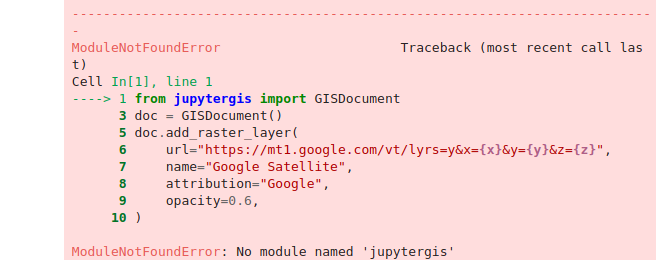 ---------------------------------------------------------------------------
-
ModuleNotFoundError                       Traceback (most recent call las
t)
Cell In[1], line 1
----> 1 from jupytergis import GISDocument
      3 doc = GISDocument()
      5 doc.add_raster_layer(
      6     url="https://mt1.google.com/vt/lyrs=y&x={x}&y={y}&z={z}",
      7     name="Google Satellite",
      8     attribution="Google",
      9     opacity=0.6,
     10 )
ModuleNotFoundError: No module named 'jupytergis'